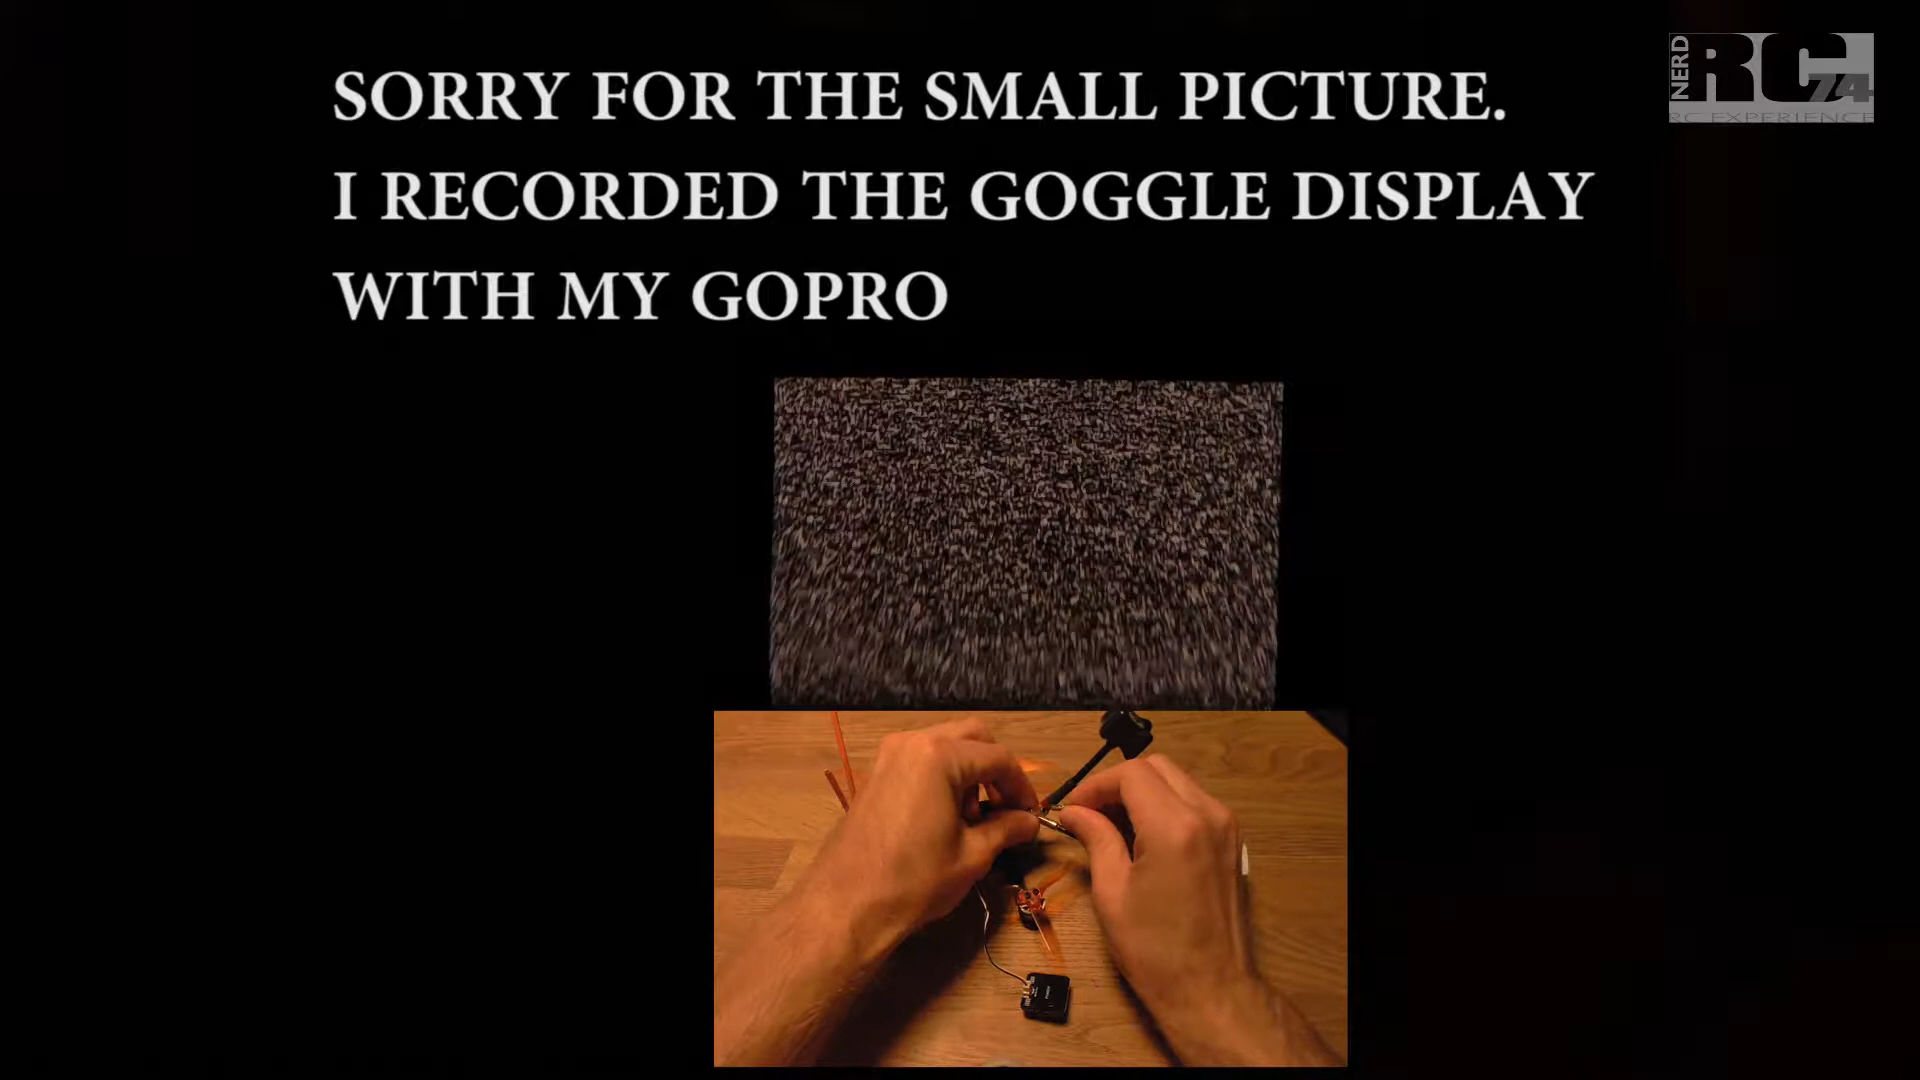 SORRY FOR THE SMALL PICTURE.
I RECORDED THE GOGGLE DISPLAY
WITH MY GOPRO
NERD
RC
74
RC EXPERIENCE